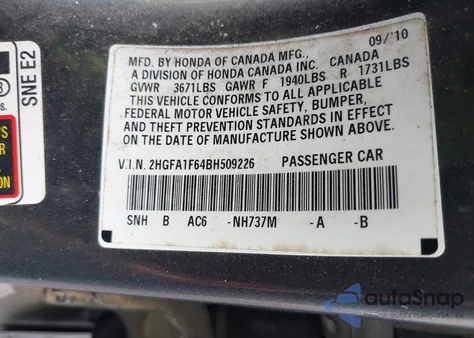 SNE E2
S.
PS
ON
09/'10
MFD. BY HONDA OF CANADA MFG.,
A DIVISION OF HONDA CANADA INC. CANADA
GVWR 3671LBS GAWR F 1940LBS R 1731LBS
THIS VEHICLE CONFORMS TO ALL APPLICABLE
FEDERAL MOTOR VEHICLE SAFETY, BUMPER,
AND THEFT PREVENTION STANDARDS IN EFFECT
ON THE DATE OF MANUFACTURE SHOWN ABOVE.
V.I.N. 2HGFA1F64BH509226 PASSENGER CAR
SNH B AC6 -NH737M -A -B
autoSnap